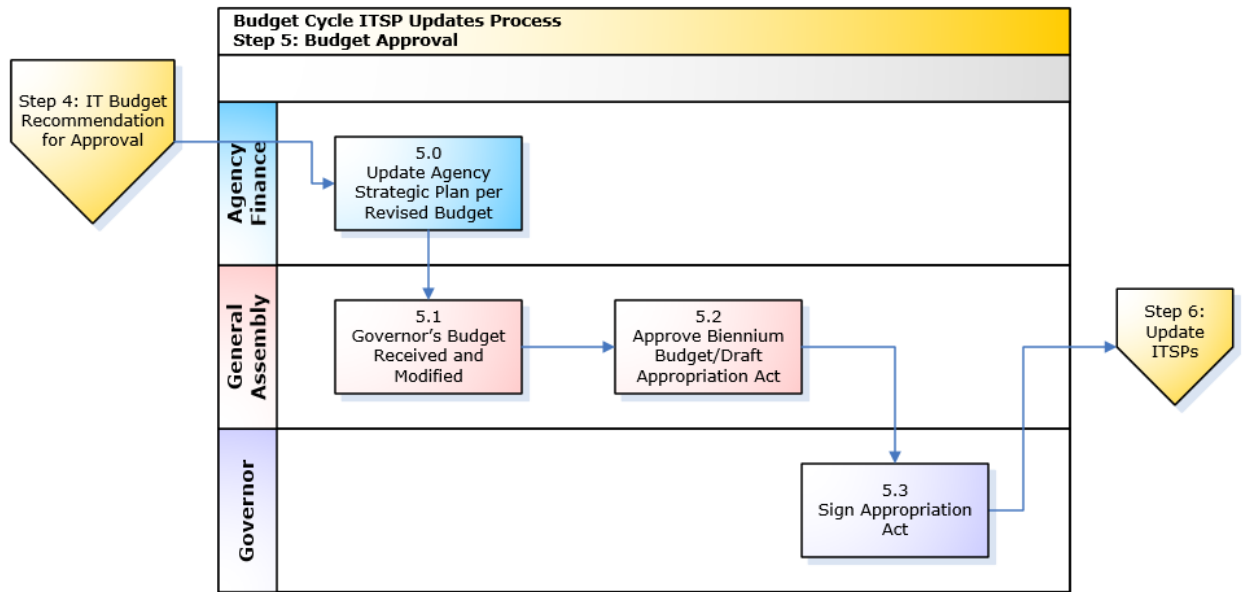 Budget Cycle ITSP Updates Process
Step 5: Budget Approval
Step 4: IT Budget
Recommendation
for Approval
Agency
Finance
5.0
Update Agency
Strategic Plan per
Revised Budget
General
Assembly
5.1
Governor’s Budget
Received and
Modified
5.2
Approve Biennium
Budget/Draft
Appropriation Act
Step 6:
Update
ITSPs
Governor
5.3
Sign Appropriation
Act